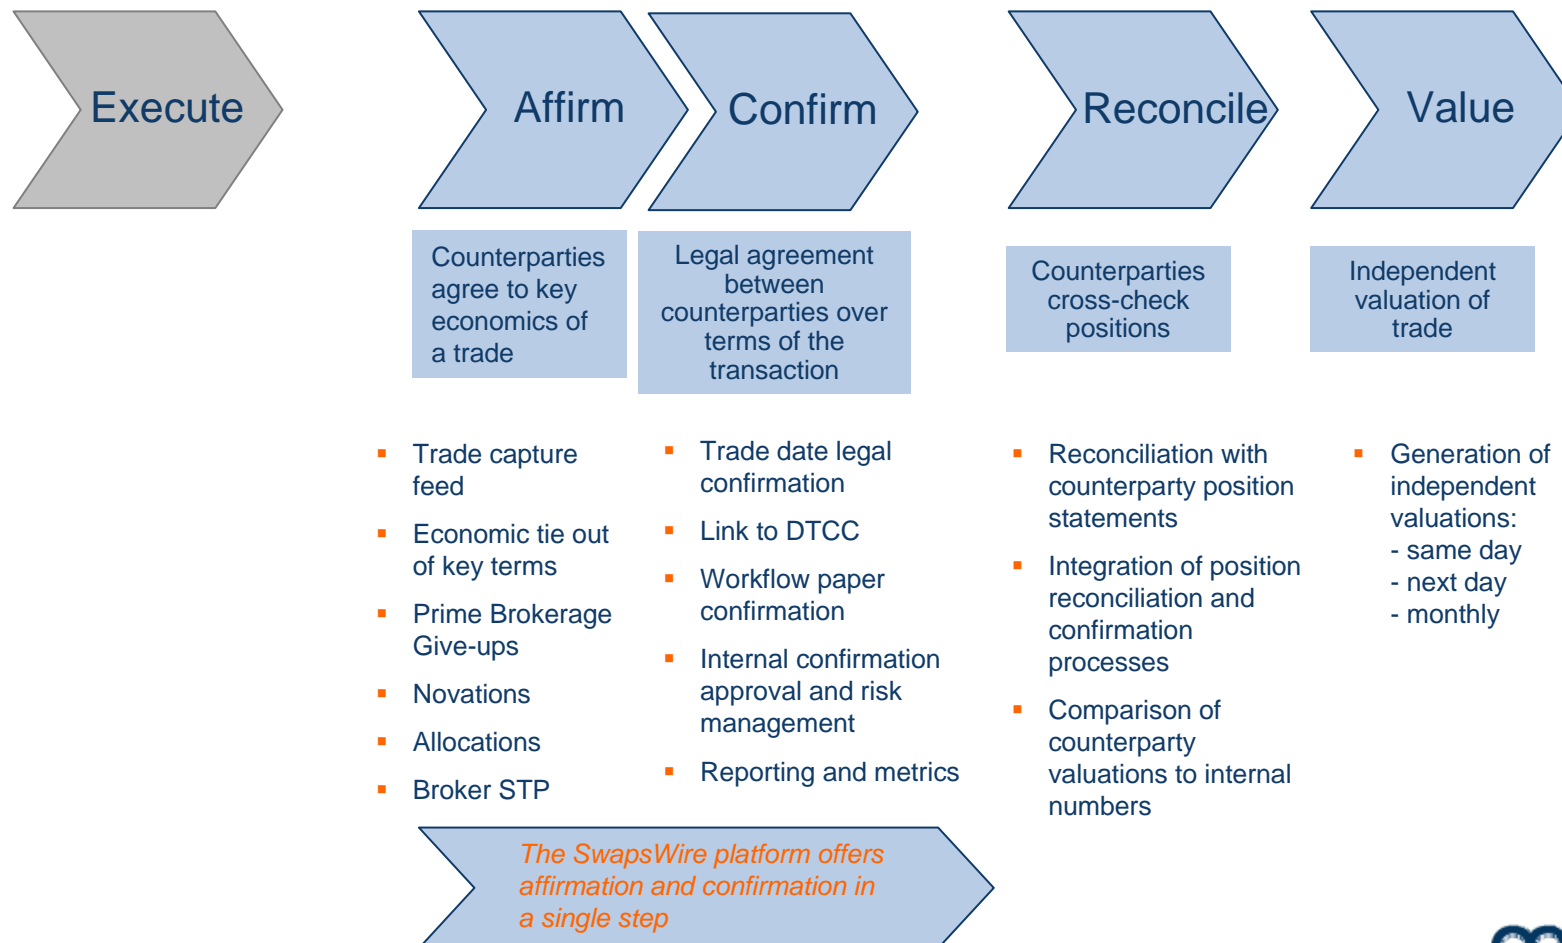 Execute
Affirm
Confirm
Reconcile
Value
Counterparties
agree to key
economics of
a trade
Legal agreement
between
counterparties over
terms of the
transaction
Counterparties
cross-check
positions
Independent
valuation of
trade
Trade capture
feed
Economic tie out
of key terms
Prime Brokerage
Give-ups
Novations
Allocations
Broker STP
Trade date legal
confirmation
Link to DTCC
Workflow paper
confirmation
Internal confirmation
approval and risk
management
Reporting and metrics
Reconciliation with
counterparty position
statements
Integration of position
reconciliation and
confirmation
processes
Comparison of
counterparty
valuations to internal
numbers
Generation of
independent
valuations:
- same day
- next day
- monthly
The SwapsWire platform offers
affirmation and confirmation in
a single step